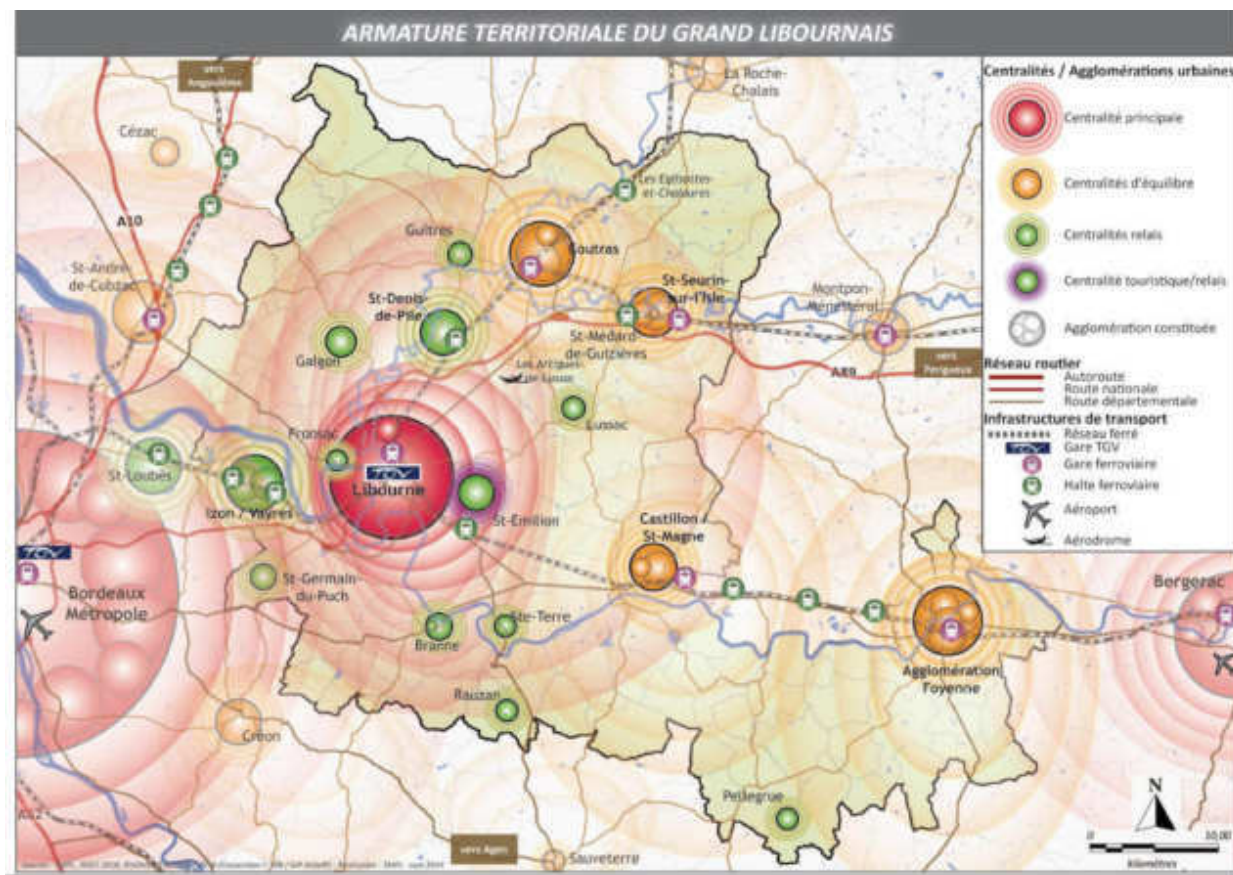 ARMATURE TERRITORIALE DU GRAND LIBOURNAIS
vers
Angoulême
La Roche-
Chalais
Cézac
A10
Les Eglisottes-
et-Chalaures
Guîtres
Coutras
St-André-
de-Cubzac
St-Denis-
de-Pile
St-Seurin-
sur-l'Isle
Montpon-
Ménestérol
Galgon
St-Médard-
de-Guizières
vers
Périgueux
A89
Les Artigues-
de-Lussac
Lussac
Fronsac
St-Loubès
TGV
Libourne
Izon / Vayres
St-Emilion
Castillon /
St-Magne
TGV
Bordeaux
Métropole
St-Germain-
du-Puch
Bergerac
Ste-Terre
Branne
Agglomération
Foyenne
Rauzan
Créon
Pellegrue
vers Agen
Sauveterre
Centralités / Agglomérations urbaines
Centralité principale
Centralités d'équilibre
Centralités relais
Centralité touristique/relais
Agglomération constituée
Réseau routier
Autoroute
Route nationale
Route départementale
Infrastructures de transport
Réseau ferré
TGV Gare TGV
Gare ferroviaire
Halte ferroviaire
Aéroport
Aérodrome
N
0 10,00
Kilomètres